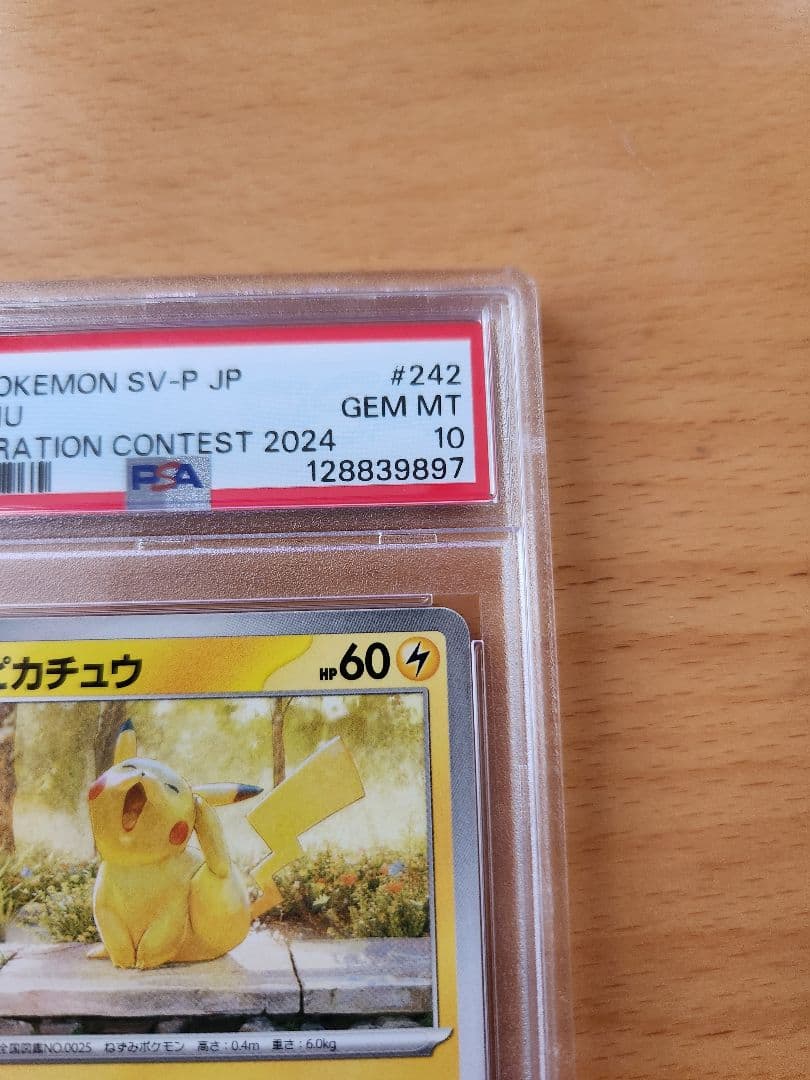 OKEMON SV-P JP #242
IU GEM MT
RATION CONTEST 2024 10
PSA 128839897
ピカチュウ HP60
全国図鑑NO.0025 ねずみポケモン 高さ：0.4m 重さ：6.0kg